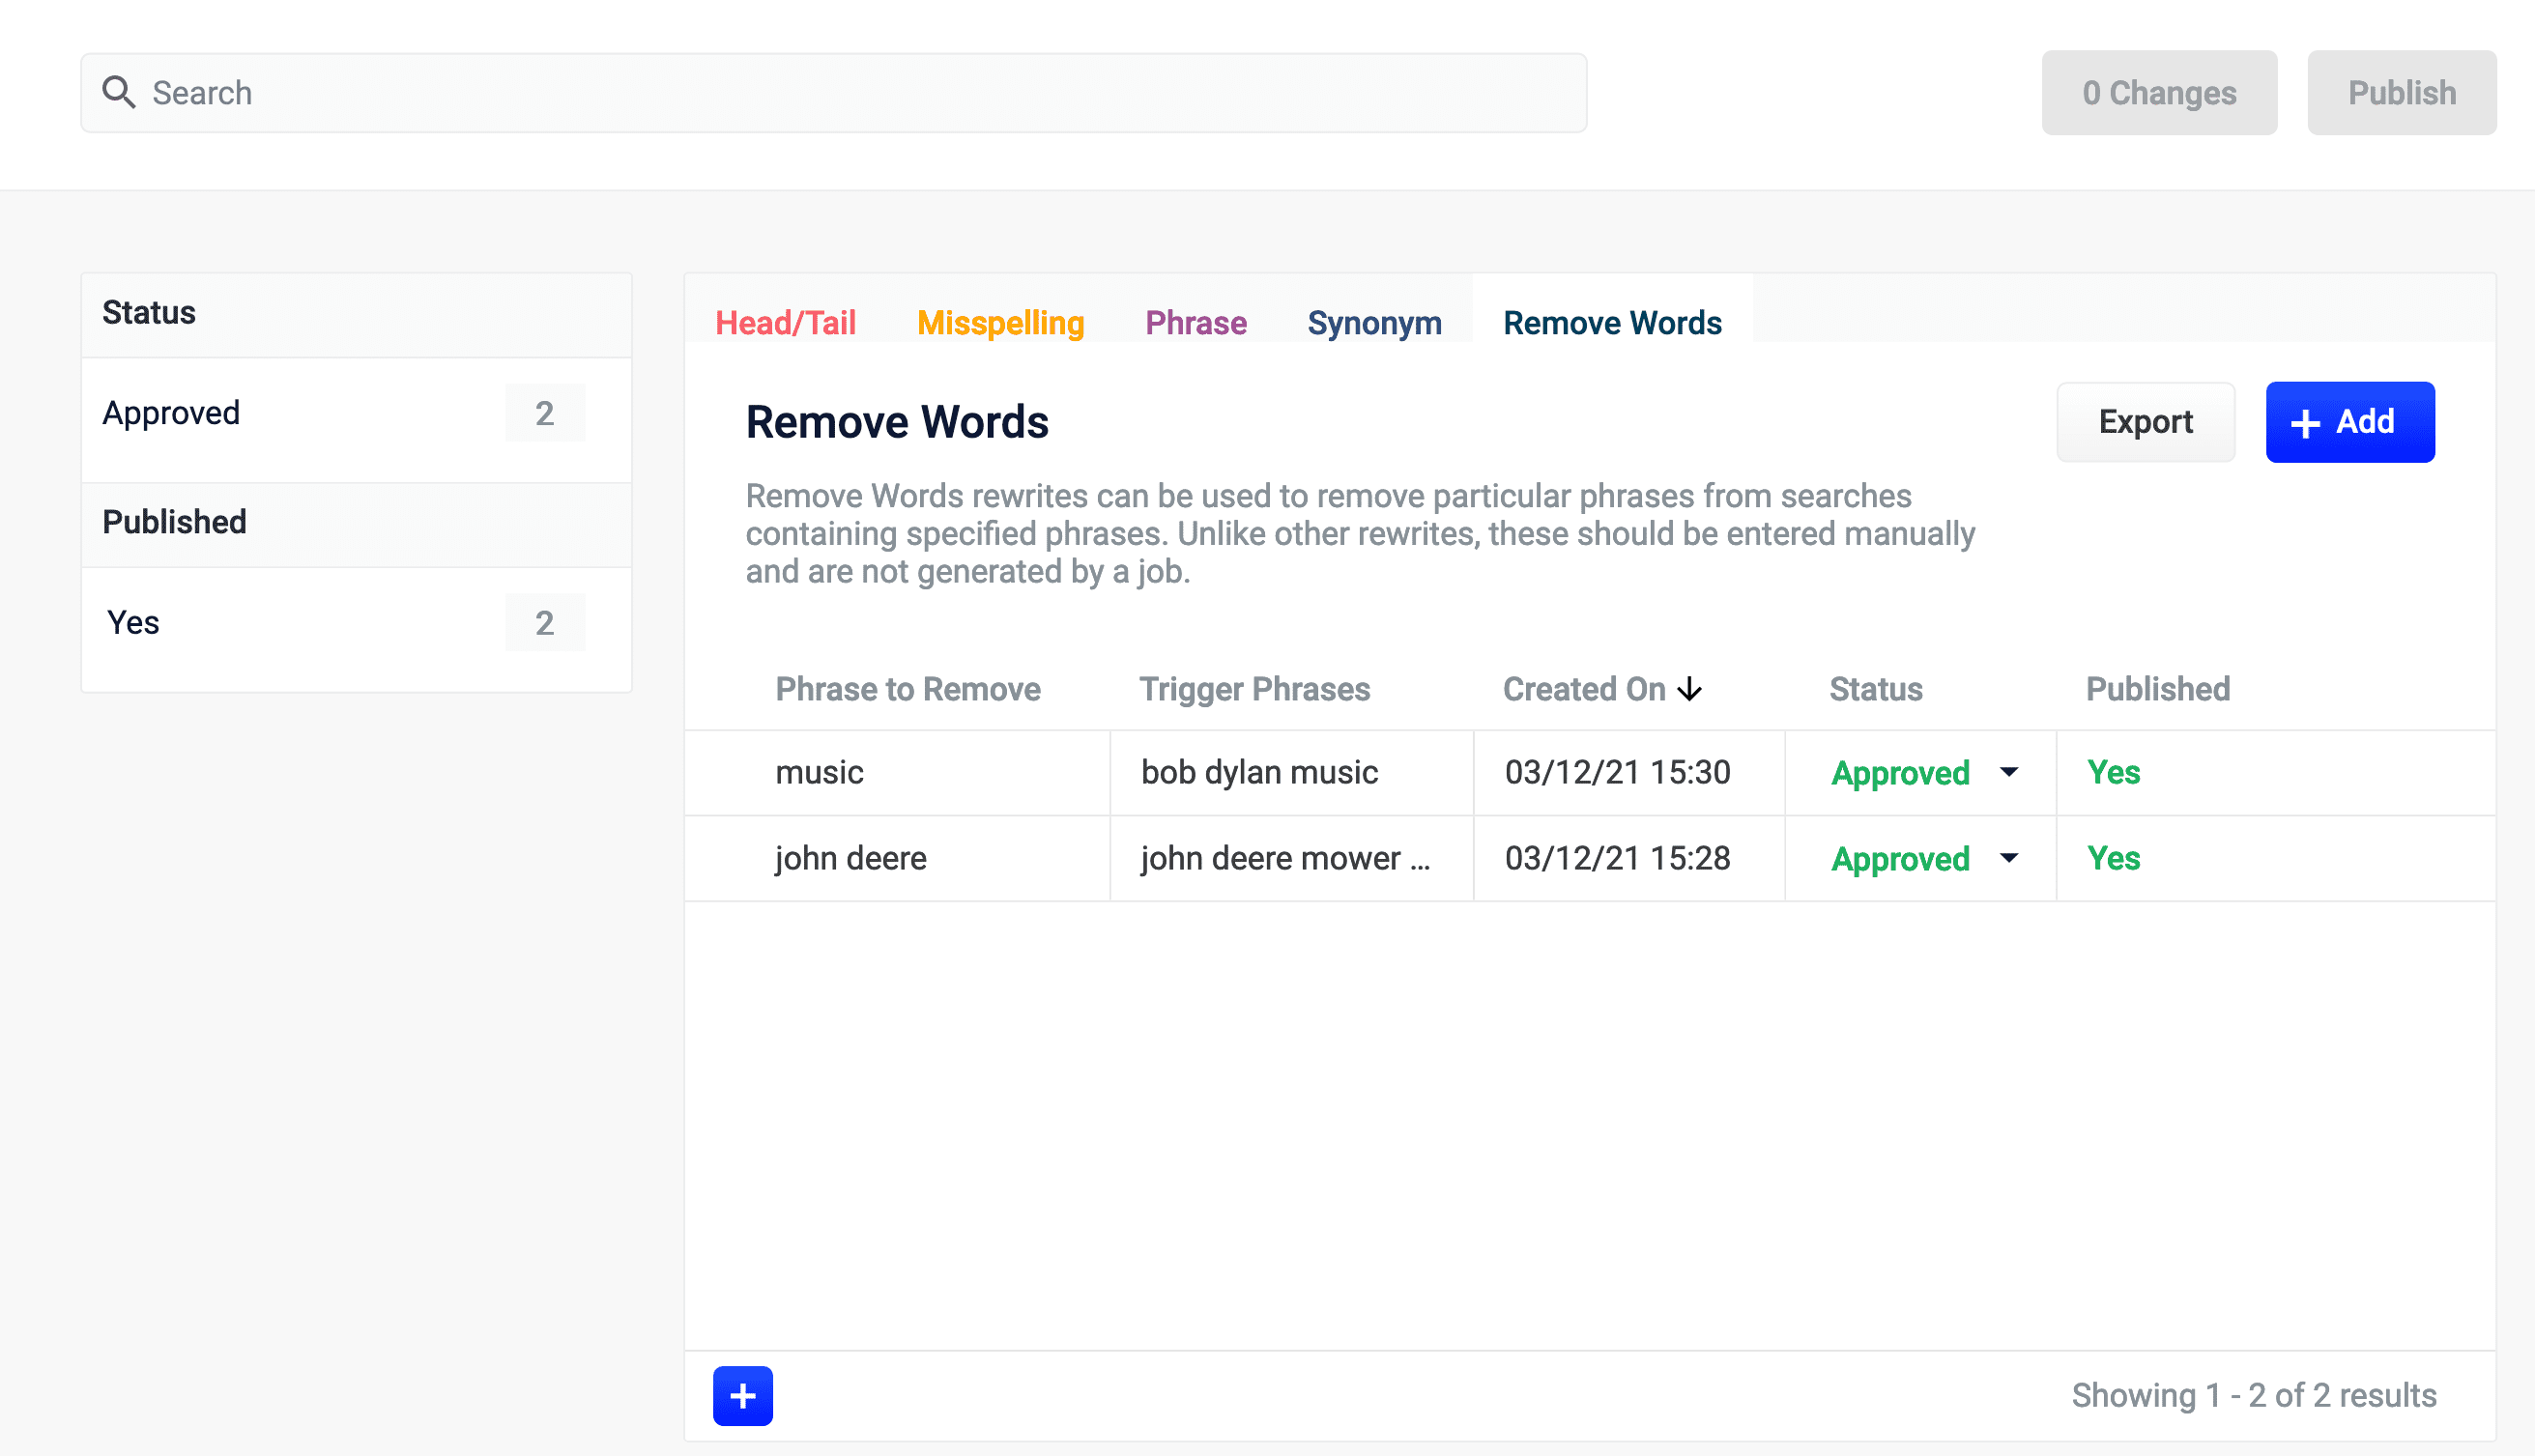 Search
0 Changes
Publish
Status
Approved 2
Published
Yes 2
Head/Tail Misspelling Phrase Synonym Remove Words
Remove Words
Export
+ Add
Remove Words rewrites can be used to remove particular phrases from searches
containing specified phrases. Unlike other rewrites, these should be entered manually
and are not generated by a job.
Phrase to Remove Trigger Phrases Created On Status Published
music bob dylan music 03/12/21 15:30 Approved Yes
john deere john deere mower ... 03/12/21 15:28 Approved Yes
+
Showing 1 - 2 of 2 results